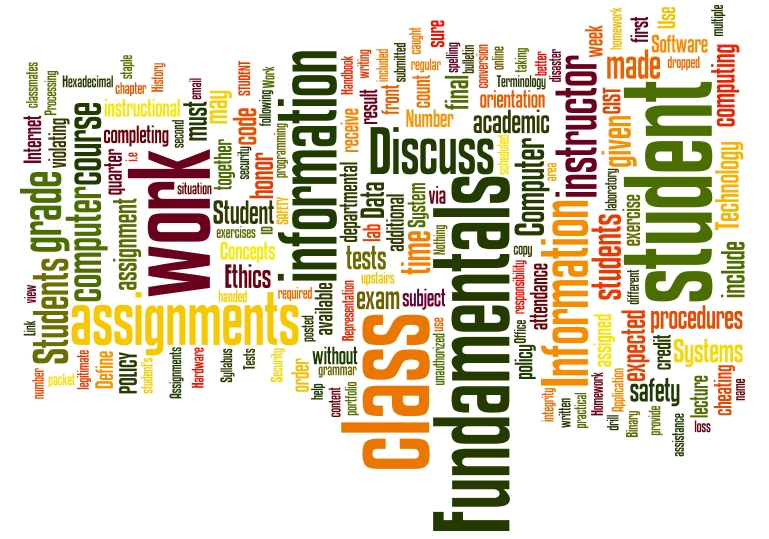 classmates
Processing
Hexadecimal
staple
chapter
History
Internet
violating
computer
course
instructional
completing
second
must
email
may
STUDENT
code
security
following
Work
programming
information
quarter
i.e
work
situation
together
honor
SAFETY
Student
exercises
ID
Concepts
Ethics
handed
required
assignment
Students
grade
view
Link
assignments
number
packet
legitimate
Define
POLICY
student's
Assignments
Hardware
Syllabus
Tests
Security
order
posted
available
help
without
grammar
content
portfolio
Handbook
writing
included
submitted
caught
regular
sure
spelling
bulletin
conversion
online
taking
better
disaster
Terminology
result
front
count
Number
final
orientation
academic
receive
Discuss
scheduled
departmental
lab
Data
additional
System
time
via
Nothing
tests
upstairs
Representation
exam
subject
class
unauthorized
use
Fundamentals
Computer
area
copy
responsibility
attendance
Office
policy
Information
instructor
homework
week
first
Use
Software
multiple
made
dropped
computing
CIST
given
student
laboratory
exercise
students
different
Technology
include
assigned
expected
procedures
credit
Systems
safety
integrity
written
practical
Homework
drill
Application
Binary
provide
assistance
lecture
loss
cheating
name